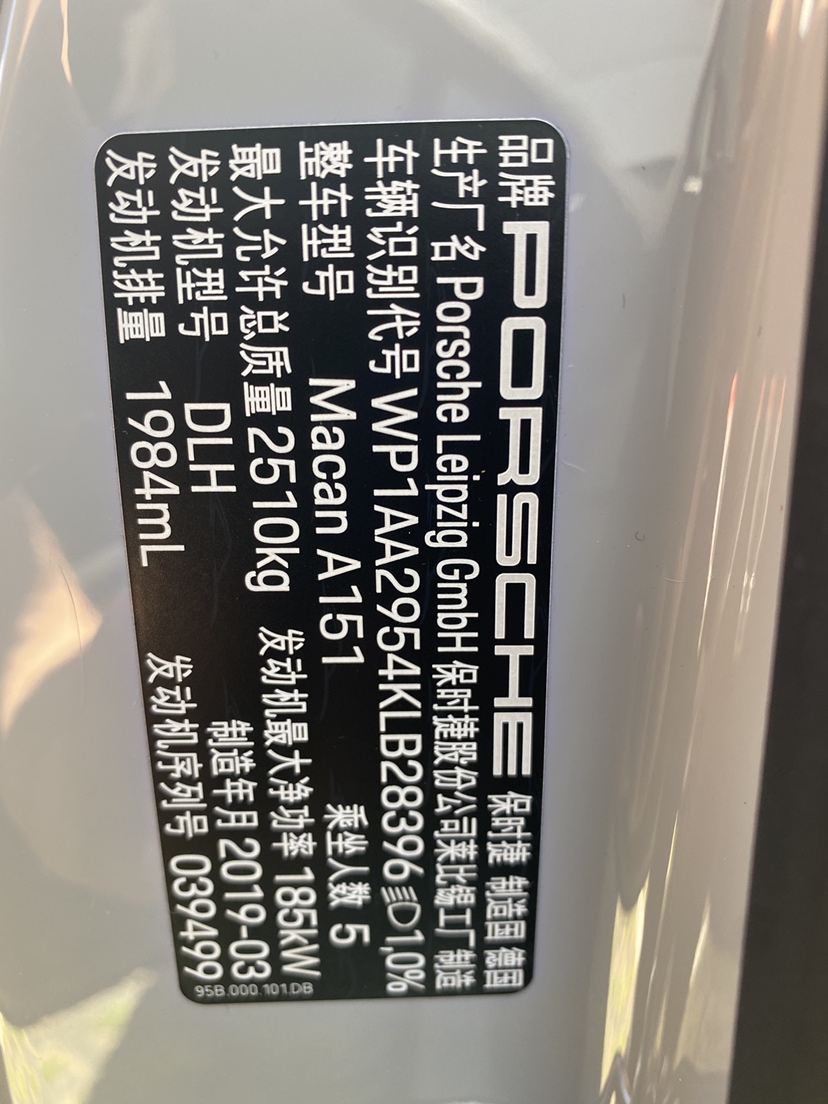 品牌 PORSCHE 保时捷 制造国 德国
生产厂名 Porsche Leipzig GmbH 保时捷股份公司莱比锡工厂 制造
车辆识别代号 WP1AA2954KLB28396 1,0%
整车型号 Macan A151 乘坐人数 5
最大允许总质量 2510kg 发动机最大净功率 185kW
发动机型号 DLH 制造年月 2019-03
发动机排量 1984mL 发动机序列号 039499
95B.000.101.DB